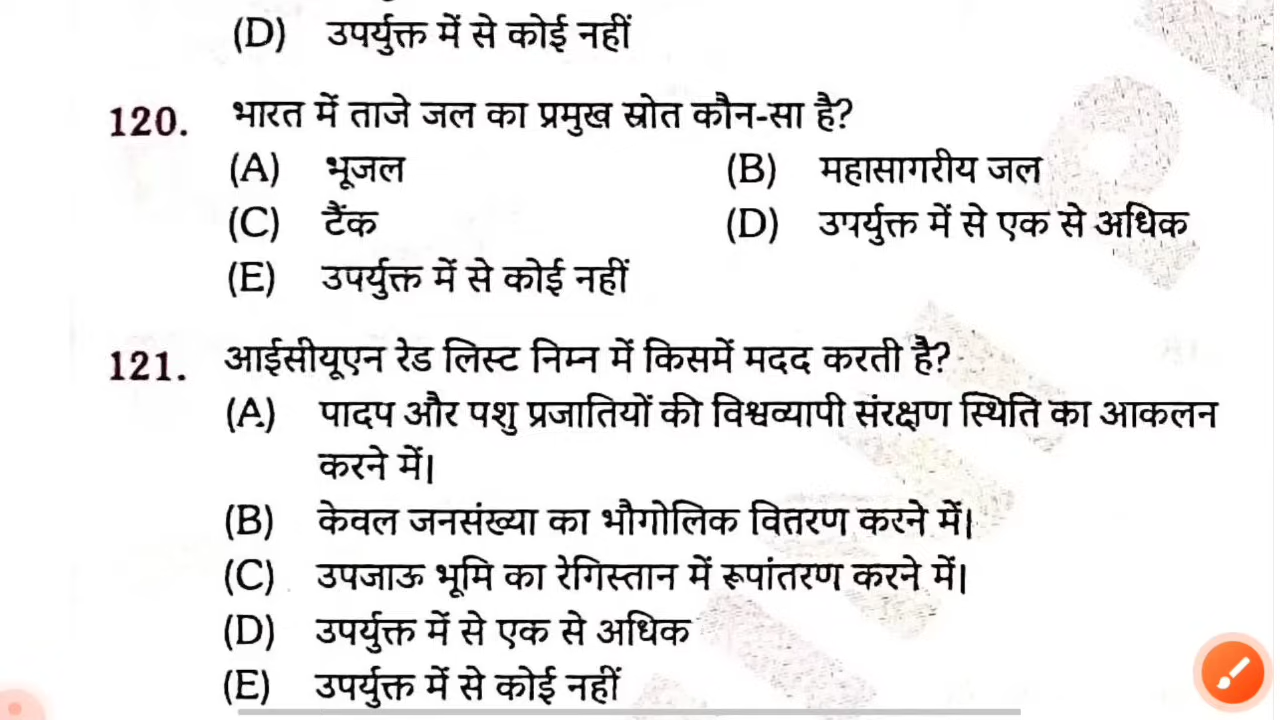 (D) उपर्युक्त में से कोई नहीं
120. भारत में ताजे जल का प्रमुख स्रोत कौन-सा है?
(A) भूजल (B) महासागरीय जल
(C) टैंक (D) उपर्युक्त में से एक से अधिक
(E) उपर्युक्त में से कोई नहीं
121. आईसीयूएन रेड लिस्ट निम्न में किसमें मदद करती है?
(A) पादप और पशु प्रजातियों की विश्वव्यापी संरक्षण स्थिति का आकलन
करने में।
(B) केवल जनसंख्या का भौगोलिक वितरण करने में।
(C) उपजाऊ भूमि का रेगिस्तान में रूपांतरण करने में।
(D) उपर्युक्त में से एक से अधिक
(E) उपर्युक्त में से कोई नहीं